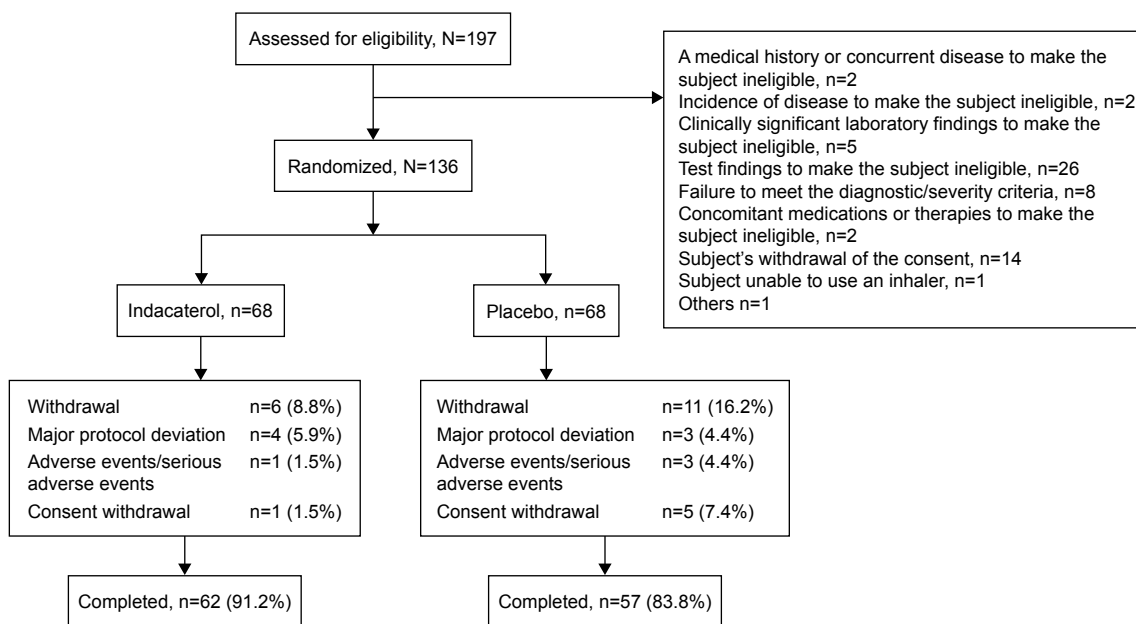 Assessed for eligibility, N=197
A medical history or concurrent disease to make the
subject ineligible, n=2
Incidence of disease to make the subject ineligible, n=2
Clinically significant laboratory findings to make the
subject ineligible, n=5
Test findings to make the subject ineligible, n=26
Failure to meet the diagnostic/severity criteria, n=8
Concomitant medications or therapies to make the
subject ineligible, n=2
Subject’s withdrawal of the consent, n=14
Subject unable to use an inhaler, n=1
Others n=1
Randomized, N=136
Indacaterol, n=68
Placebo, n=68
Withdrawal n=6 (8.8%)
Major protocol deviation n=4 (5.9%)
Adverse events/serious n=1 (1.5%)
adverse events
Consent withdrawal n=1 (1.5%)
Withdrawal n=11 (16.2%)
Major protocol deviation n=3 (4.4%)
Adverse events/serious n=3 (4.4%)
adverse events
Consent withdrawal n=5 (7.4%)
Completed, n=62 (91.2%)
Completed, n=57 (83.8%)